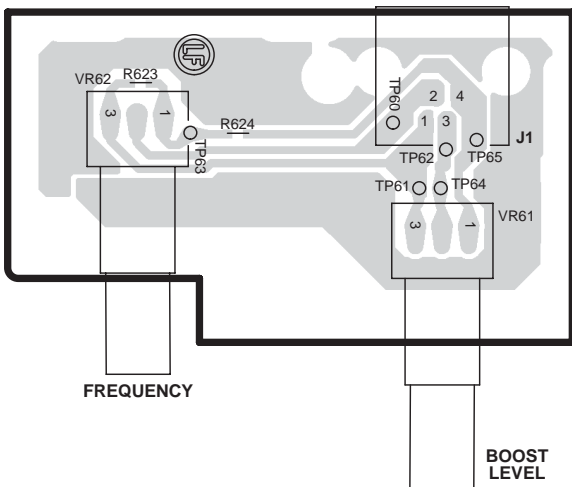 LF
VR62
R623
3
1
TP63
R624
TP60
2 4
1 3
J1
TP62
TP65
TP61
TP64
VR61
3
1
FREQUENCY
BOOST
LEVEL